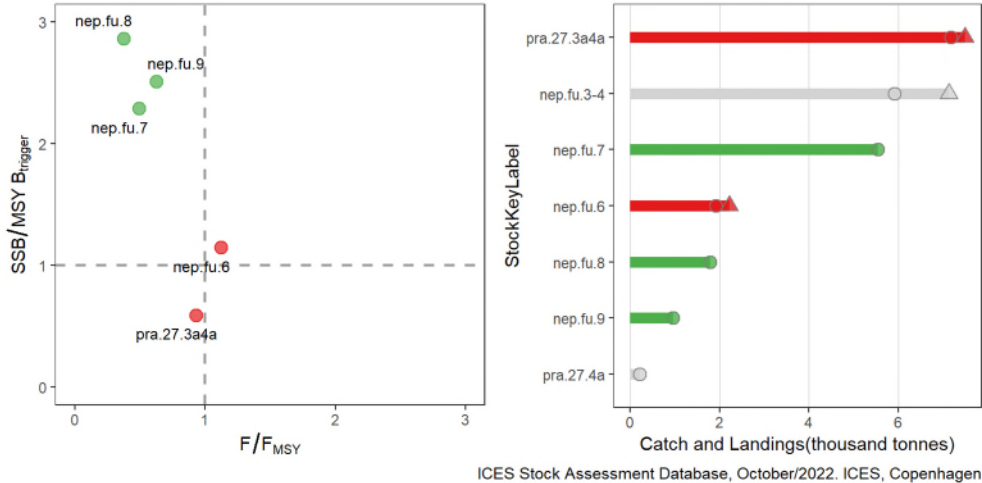 nep.fu.8
nep.fu.9
nep.fu.7
nep.fu.6
pra.27.3a4a
3
2
1
0
SSB/MSY B_trigger
0
1
2
3
F/F_MSY
pra.27.3a4a
nep.fu.3-4
nep.fu.7
nep.fu.6
nep.fu.8
nep.fu.9
pra.27.4a
StockKeyLabel
0
2
4
6
Catch and Landings(thousand tonnes)
ICES Stock Assessment Database, October/2022. ICES, Copenhagen